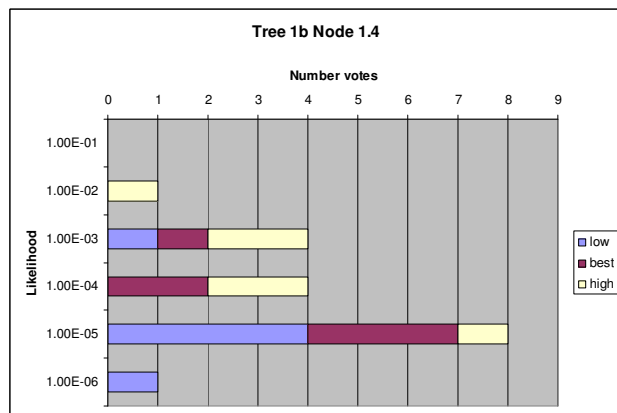 Tree 1b Node 1.4
Number votes
0 1 2 3 4 5 6 7 8 9
1.00E-01
1.00E-02
1.00E-03
1.00E-04
1.00E-05
1.00E-06
Likelihood
low
best
high